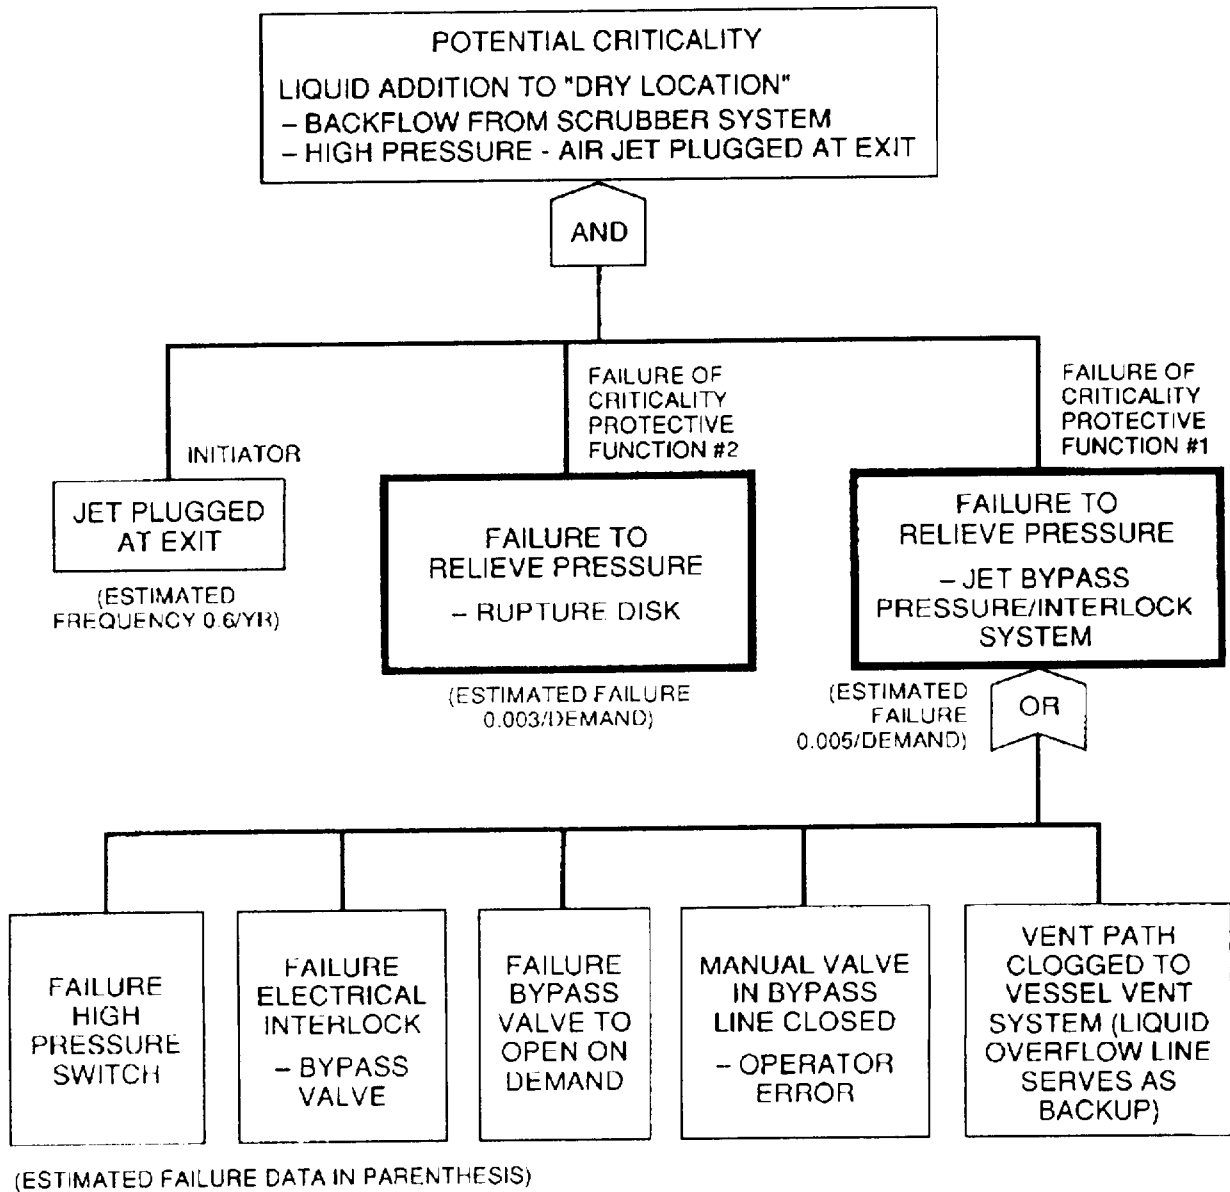 POTENTIAL CRITICALITY
LIQUID ADDITION TO "DRY LOCATION"
– BACKFLOW FROM SCRUBBER SYSTEM
– HIGH PRESSURE - AIR JET PLUGGED AT EXIT
AND
INITIATOR
JET PLUGGED
AT EXIT
(ESTIMATED
FREQUENCY 0.6/YR)
FAILURE OF
CRITICALITY
PROTECTIVE
FUNCTION #2
FAILURE TO
RELIEVE PRESSURE
– RUPTURE DISK
(ESTIMATED FAILURE
0.003/DEMAND)
FAILURE OF
CRITICALITY
PROTECTIVE
FUNCTION #1
FAILURE TO
RELIEVE PRESSURE
– JET BYPASS
PRESSURE/INTERLOCK
SYSTEM
(ESTIMATED
FAILURE
0.005/DEMAND)
OR
FAILURE
HIGH
PRESSURE
SWITCH
FAILURE
ELECTRICAL
INTERLOCK
– BYPASS
VALVE
FAILURE
BYPASS
VALVE TO
OPEN ON
DEMAND
MANUAL VALVE
IN BYPASS
LINE CLOSED
– OPERATOR
ERROR
VENT PATH
CLOGGED TO
VESSEL VENT
SYSTEM (LIQUID
OVERFLOW LINE
SERVES AS
BACKUP)
(ESTIMATED FAILURE DATA IN PARENTHESIS)